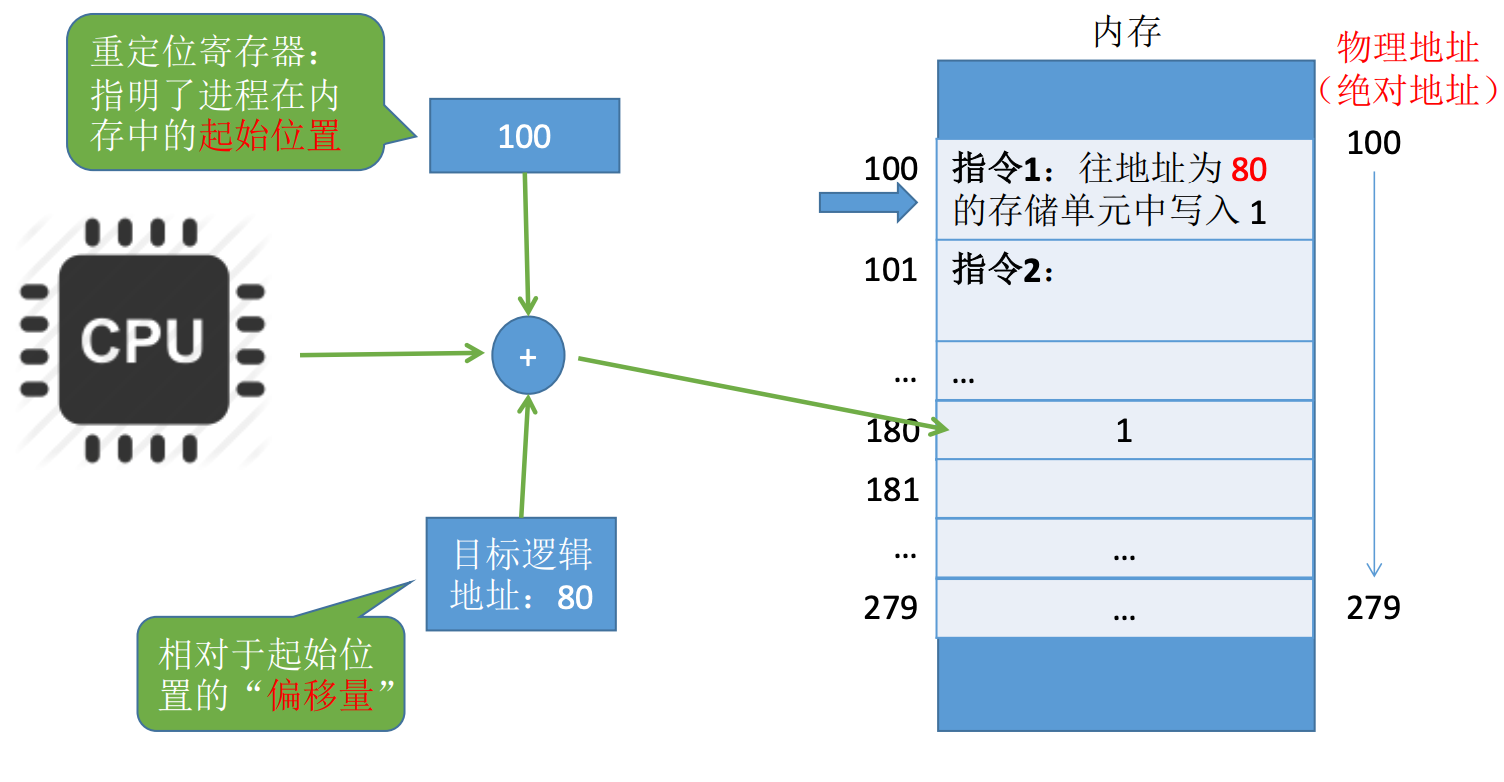 重定位寄存器：
指明了进程在内
存中的起始位置
100
CPU
+
目标逻辑
地址：80
相对于起始位
置的“偏移量”
内存
物理地址
（绝对地址）
100
279
100
指令1： 往地址为 80
的存储单元中写入 1
101
指令2：
...
...
180
1
181
...
...
279
...